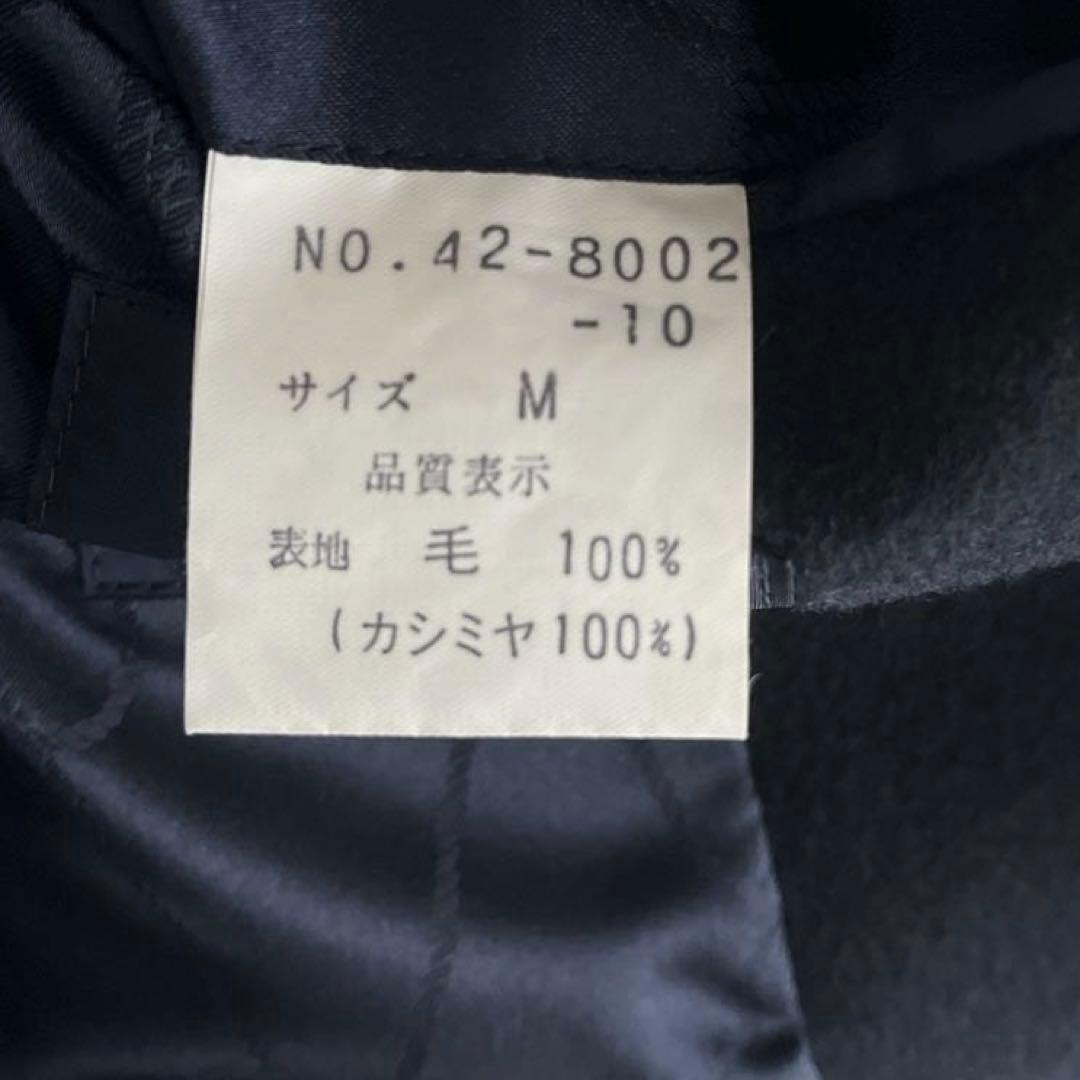 NO.42-8002
-10
サイズ M
品質表示
表地 毛 100%
(カシミヤ100%)